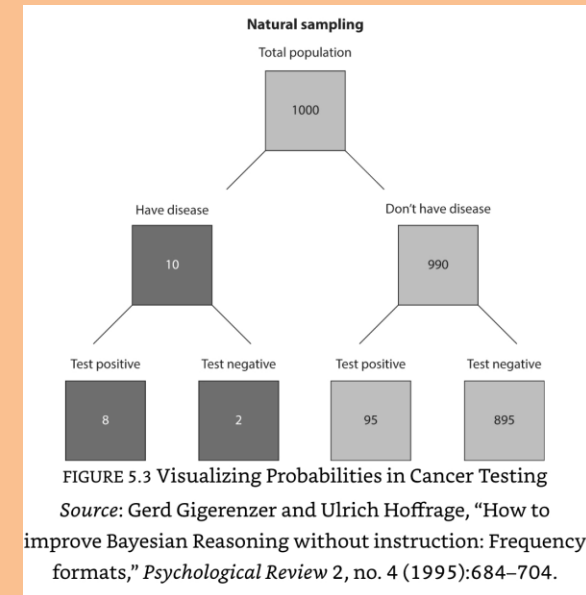 Natural sampling
Total population
1000
Have disease
Don't have disease
10
990
Test positive
Test negative
Test positive
Test negative
8
2
95
895
FIGURE 5.3 Visualizing Probabilities in Cancer Testing
Source: Gerd Gigerenzer and Ulrich Hoffrage, “How to
improve Bayesian Reasoning without instruction: Frequency
formats,” Psychological Review 2, no. 4 (1995):684–704.